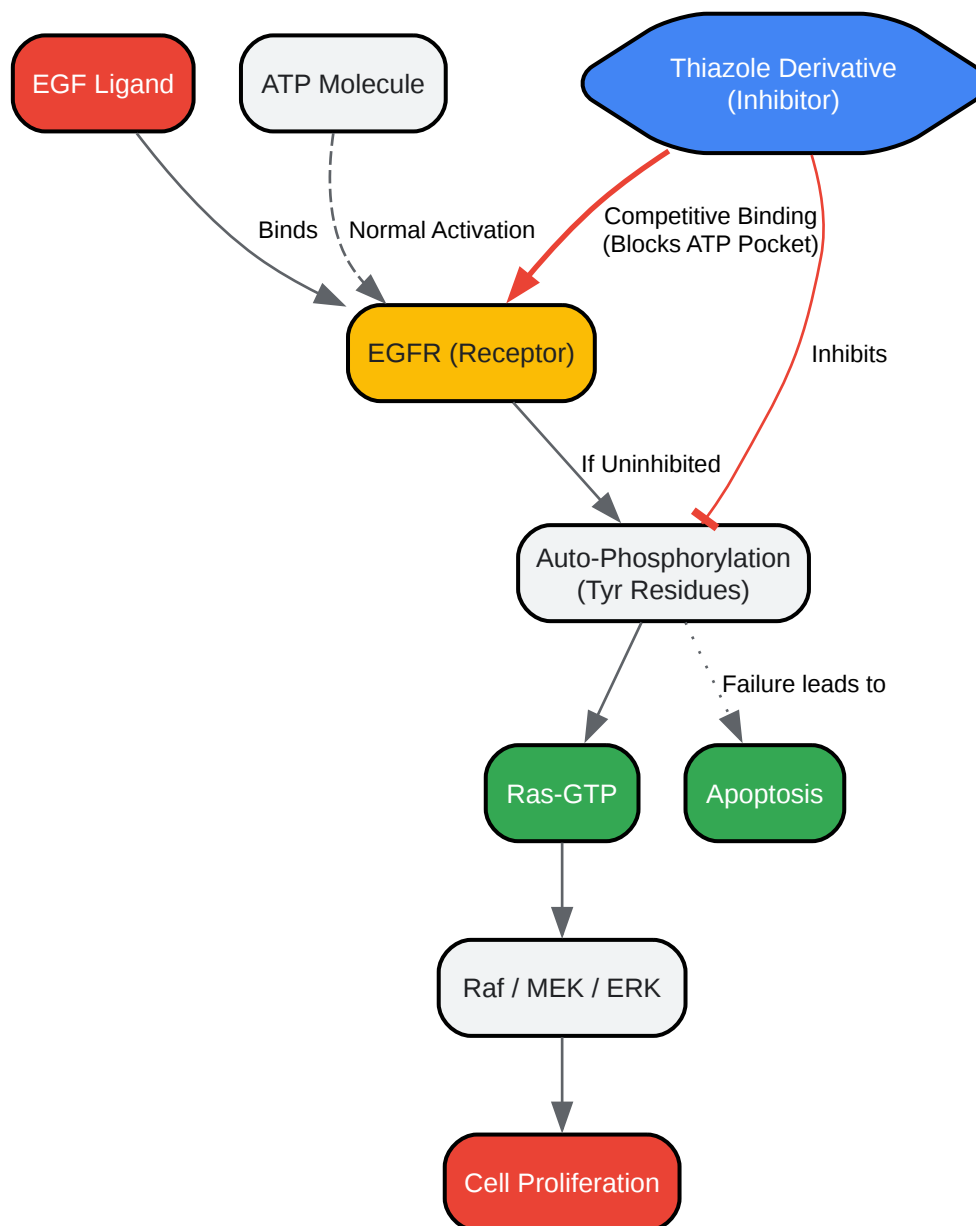 EGF Ligand
ATP Molecule
Thiazole Derivative
(Inhibitor)
Binds
Normal Activation
Competitive Binding
(Blocks ATP Pocket)
EGFR (Receptor)
Inhibits
If Uninhibited
Auto-Phosphorylation
(Tyr Residues)
Failure leads to
Ras-GTP
Apoptosis
Raf / MEK / ERK
Cell Proliferation